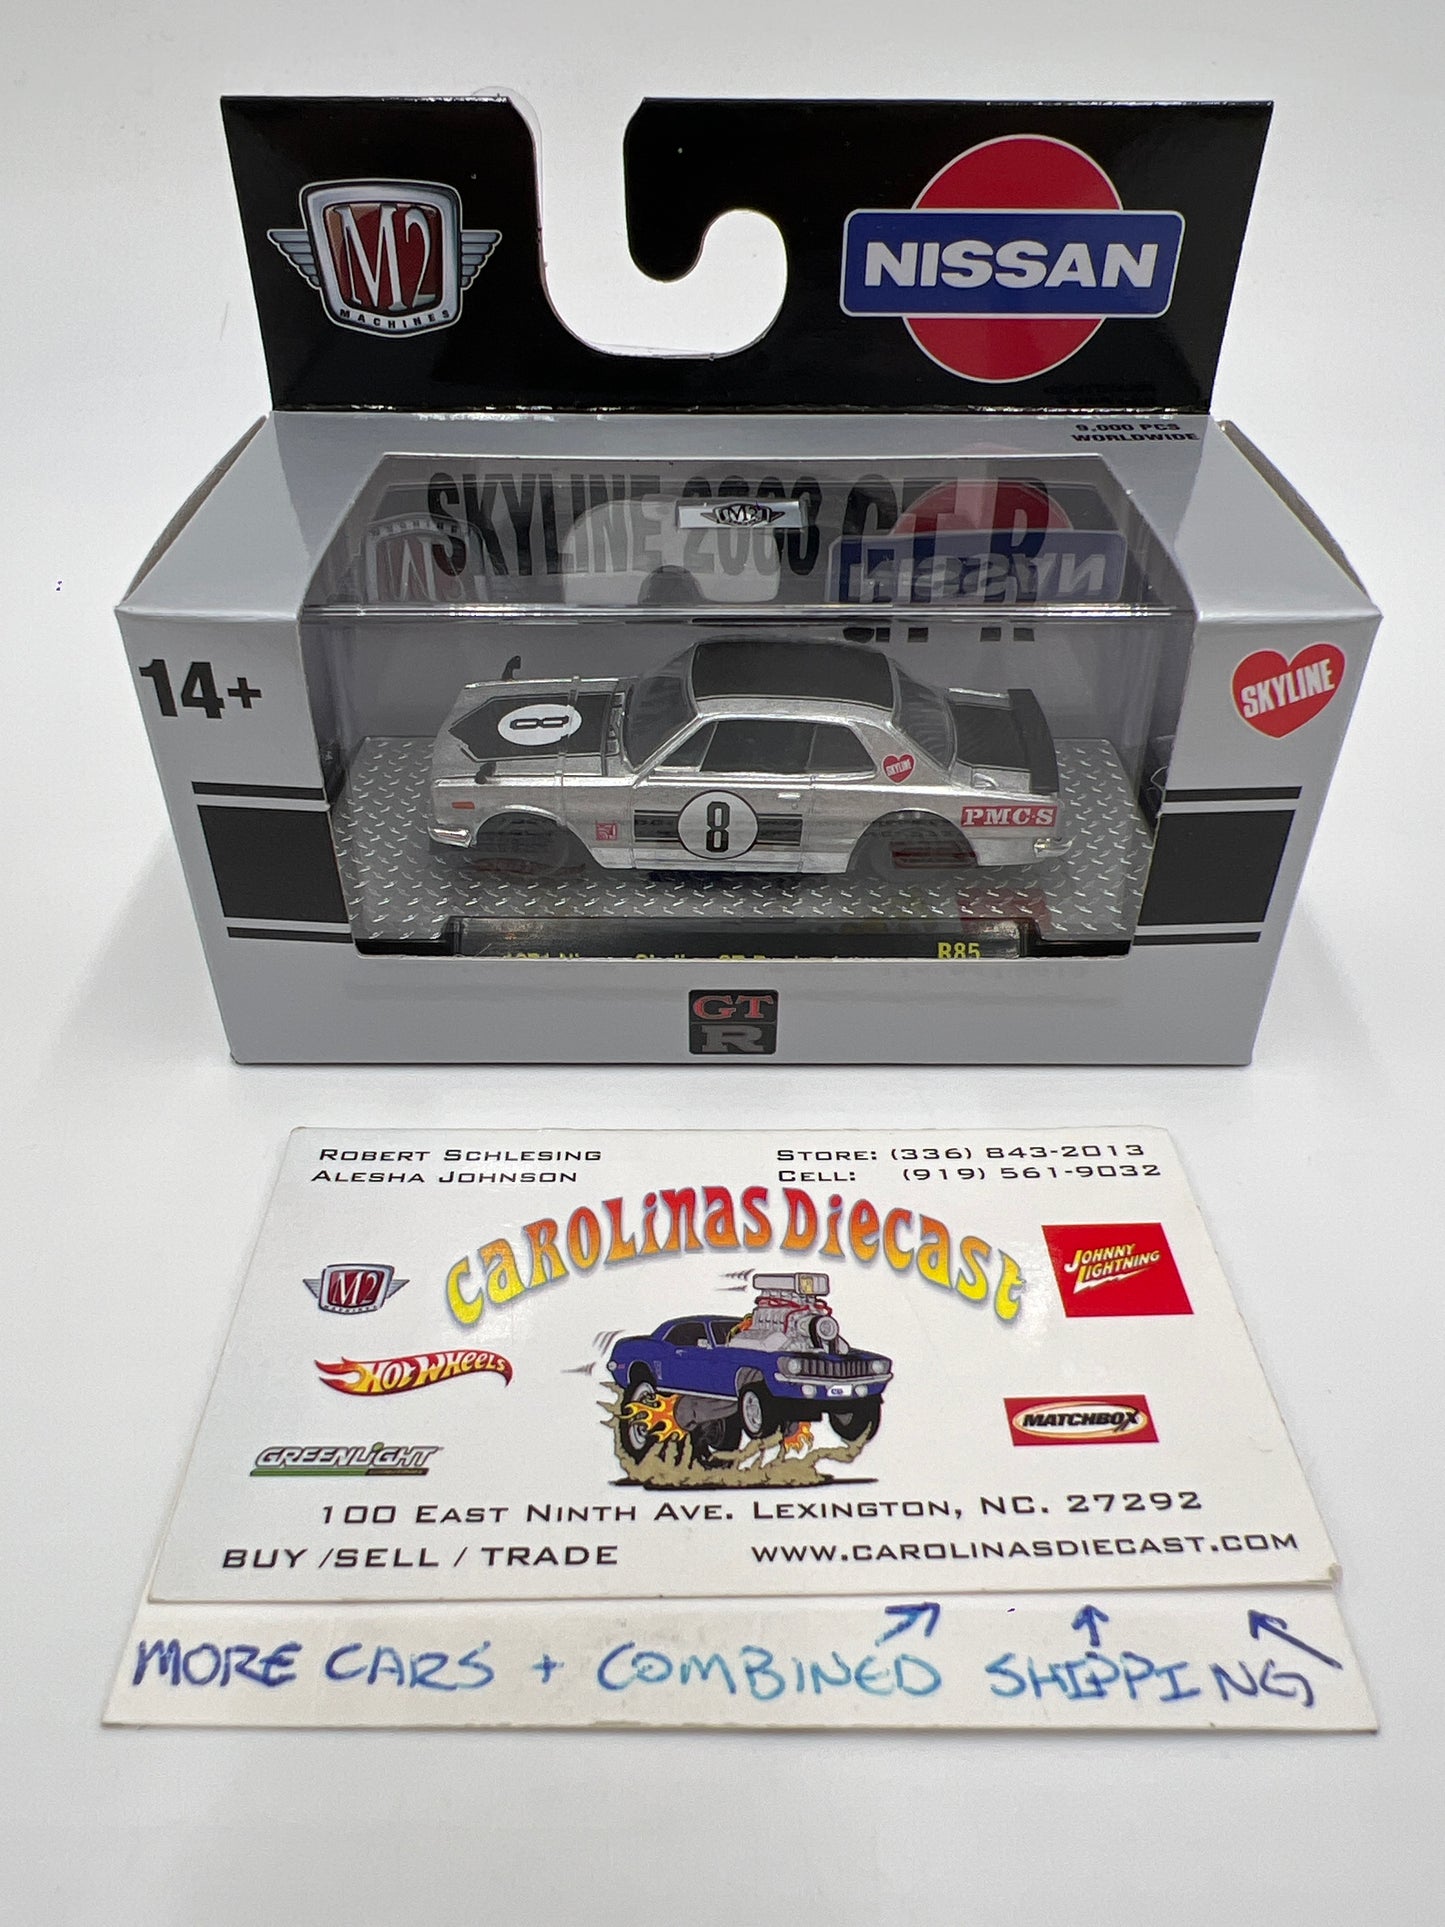 M2
MACHINES
NISSAN
9,000 PCS
WORLDWIDE
SKYLINE 2000 GT-R
M2
14+
SKYLINE
8
SKYLINE
8
PMC·S
R85
GT
R
ROBERT SCHLESING
ALESHA JOHNSON
STORE: (336) 843-2013
CELL: (919) 561-9032
CAROLINAS DIECAST
M2
MACHINES
JOHNNY
LIGHTNING
HOT WHEELS
MATCHBOX
GREENLIGHT
100 EAST NINTH AVE. LEXINGTON, NC. 27292
BUY /SELL / TRADE
WWW.CAROLINASDIECAST.COM
MORE CARS + COMBINED SHIPPING